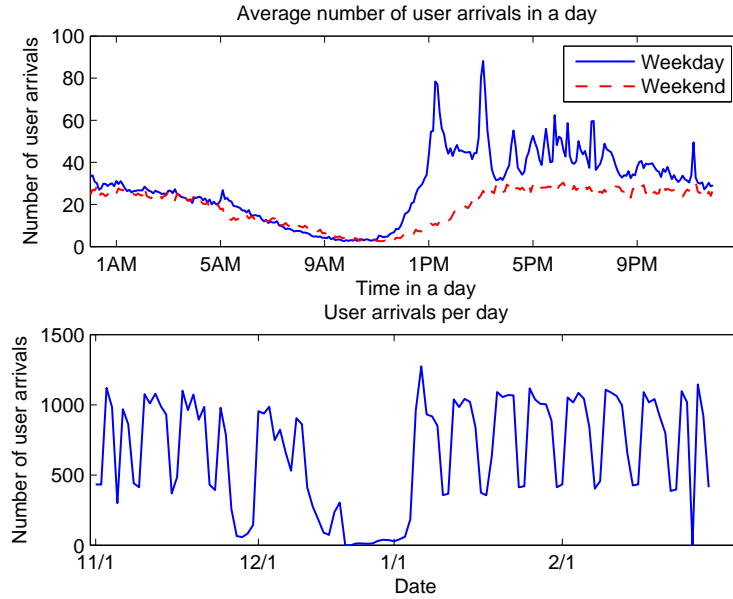 Average number of user arrivals in a day
Number of user arrivals
100
80
60
40
20
0
Weekday
Weekend
1AM
5AM
9AM
1PM
5PM
9PM
Time in a day
User arrivals per day
Number of user arrivals
1500
1000
500
0
11/1
12/1
1/1
2/1
Date